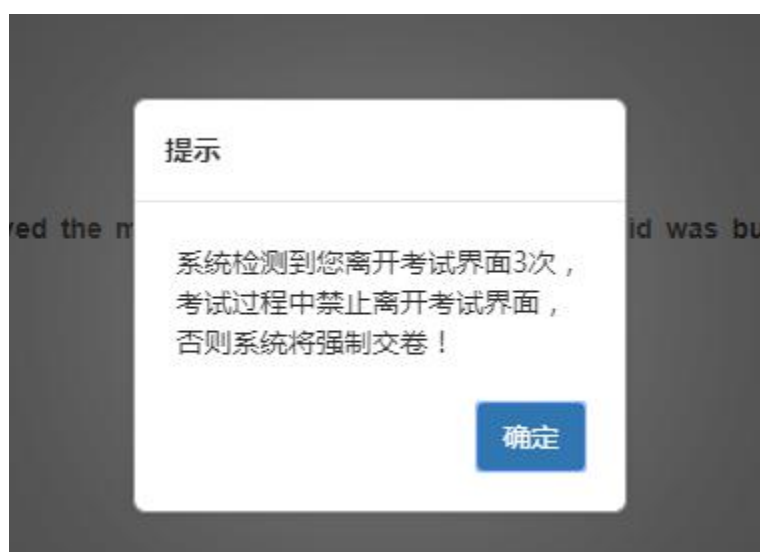 提示
yed the
id was
系统检测到您离开考试界面3次，
考试过程中禁止离开考试界面，
否则系统将强制交卷！
确定